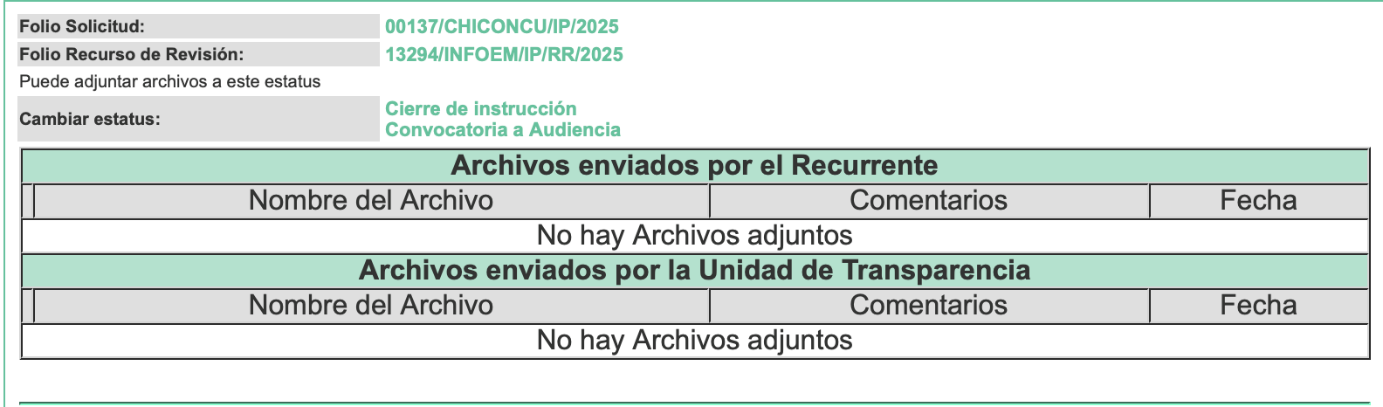 Folio Solicitud: 00137/CHICONCU/IP/2025
Folio Recurso de Revisión: 13294/INFOEM/IP/RR/2025
Puede adjuntar archivos a este estatus
Cambiar estatus: Cierre de instrucción
Convocatoria a Audiencia
Archivos enviados por el Recurrente
Nombre del Archivo Comentarios Fecha
No hay Archivos adjuntos
Archivos enviados por la Unidad de Transparencia
Nombre del Archivo Comentarios Fecha
No hay Archivos adjuntos